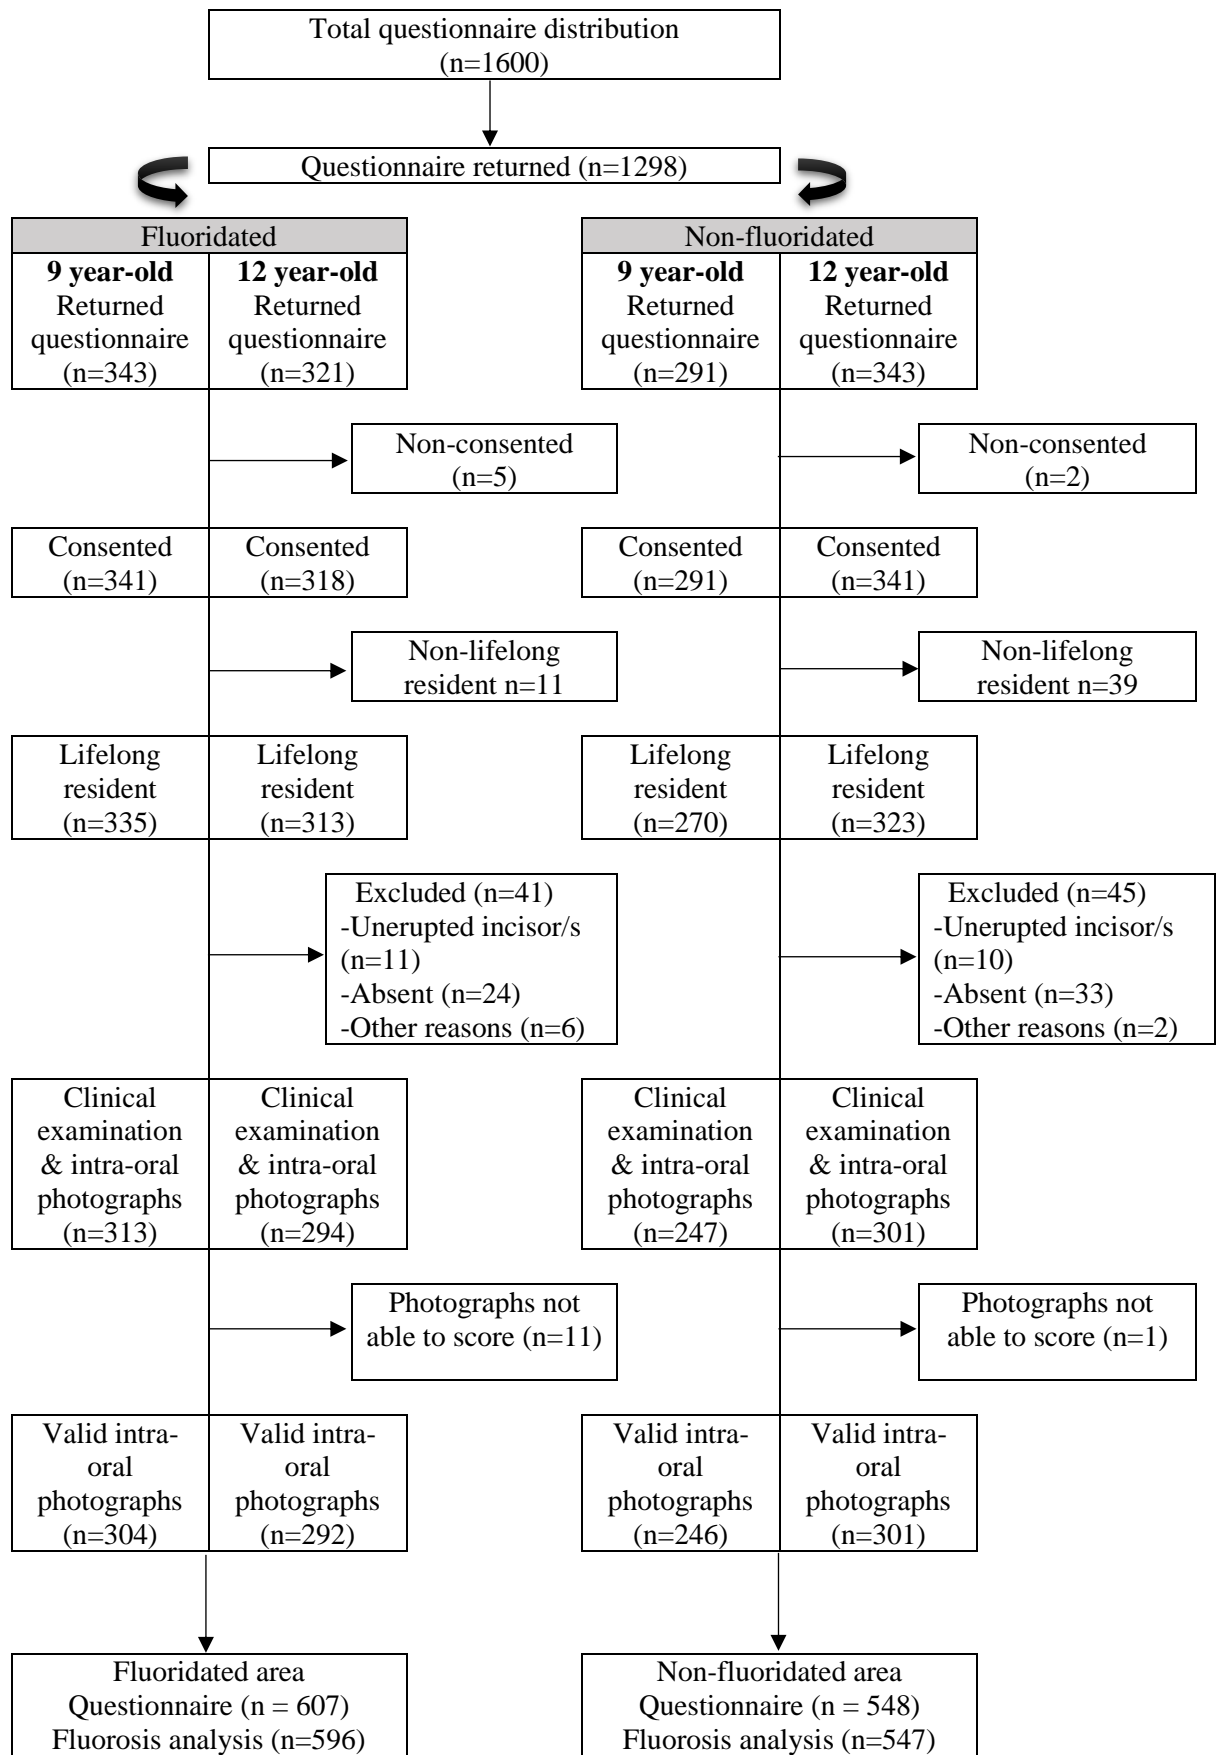 Total questionnaire distribution
(n=1600)
Questionnaire returned (n=1298)
Fluoridated
9 year-old
Returned
questionnaire
(n=343)
12 year-old
Returned
questionnaire
(n=321)
Non-fluoridated
9 year-old
Returned
questionnaire
(n=291)
12 year-old
Returned
questionnaire
(n=343)
Non-consented
(n=5)
Non-consented
(n=2)
Consented
(n=341)
Consented
(n=318)
Consented
(n=291)
Consented
(n=341)
Non-lifelong
resident n=11
Non-lifelong
resident n=39
Lifelong
resident
(n=335)
Lifelong
resident
(n=313)
Lifelong
resident
(n=270)
Lifelong
resident
(n=323)
Excluded (n=41)
-Unerupted incisor/s
(n=11)
-Absent (n=24)
-Other reasons (n=6)
Excluded (n=45)
-Unerupted incisor/s
(n=10)
-Absent (n=33)
-Other reasons (n=2)
Clinical
examination
& intra-oral
photographs
(n=313)
Clinical
examination
& intra-oral
photographs
(n=294)
Clinical
examination
& intra-oral
photographs
(n=247)
Clinical
examination
& intra-oral
photographs
(n=301)
Photographs not
able to score (n=11)
Photographs not
able to score (n=1)
Valid intra-
oral
photographs
(n=304)
Valid intra-
oral
photographs
(n=292)
Valid intra-
oral
photographs
(n=246)
Valid intra-
oral
photographs
(n=301)
Fluoridated area
Questionnaire (n = 607)
Fluorosis analysis (n=596)
Non-fluoridated area
Questionnaire (n = 548)
Fluorosis analysis (n=547)